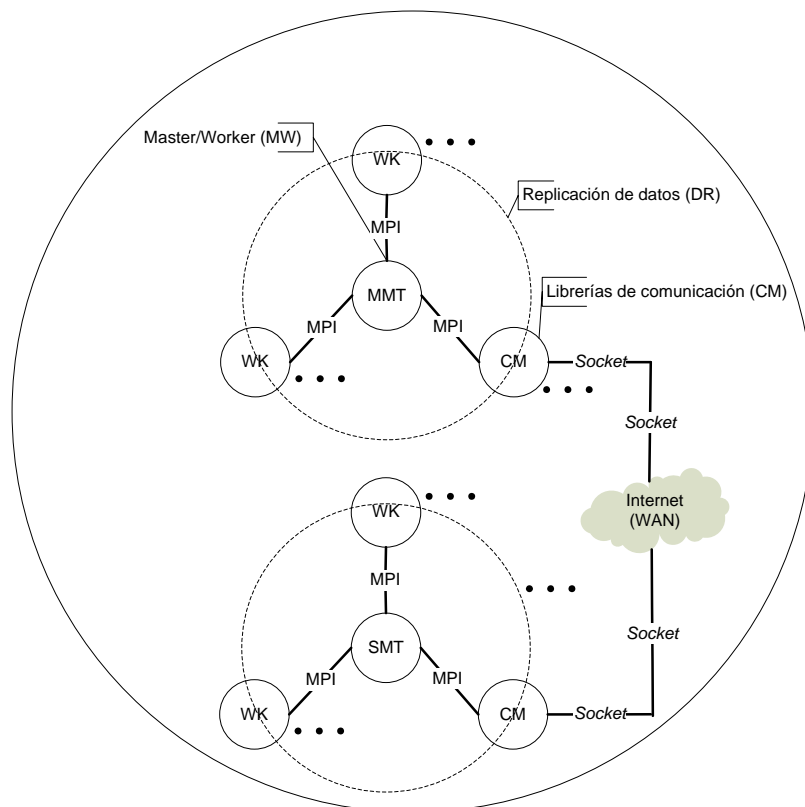 WK
Master/Worker (MW)
Replicación de datos (DR)
MPI
MMT
Librerías de comunicación (CM)
MPI
MPI
WK
CM
Socket
Socket
Internet
(WAN)
WK
MPI
Socket
SMT
MPI
MPI
WK
CM
Socket